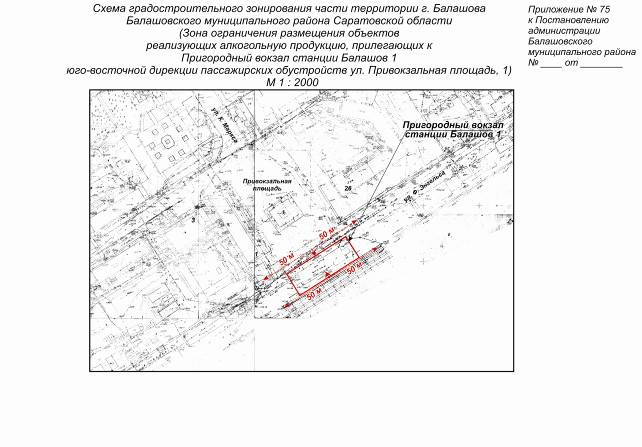 Схема градостроительного зонирования части территории г. Балашова
Балашовского муниципального района Саратовской области
(Зона ограничения размещения объектов
реализующих алкогольную продукцию, прилегающих к
Пригородный вокзал станции Балашов 1
юго-восточной дирекции пассажирских обустройств ул. Привокзальная площадь, 1)
М 1 : 2000
Приложение № 75
к Постановлению
администрации
Балашовского
муниципального района
№ ____ от ________
ул. К. Маркса
Пригородный вокзал
станции Балашов 1
Привокзальная
площадь
28
ул. Ф. Энгельса
3
50 м
50 м
50 м
50 м